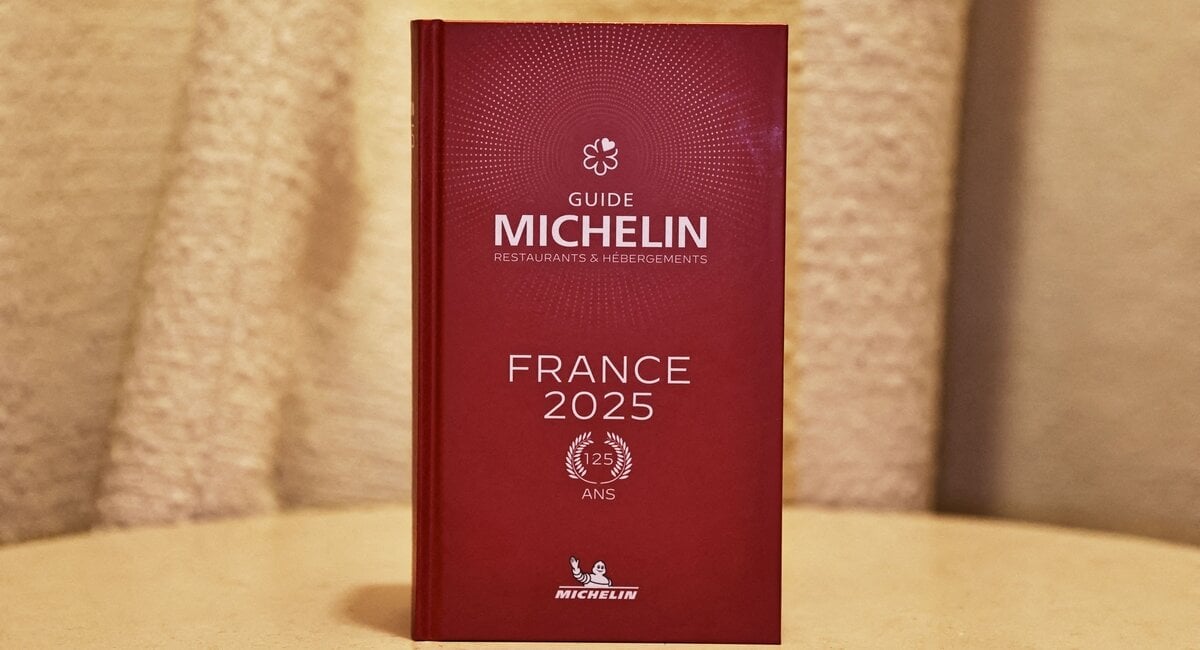 GUIDE
MICHELIN
RESTAURANTS & HÉBERGEMENTS
FRANCE
2025
125
ANS
MICHELIN